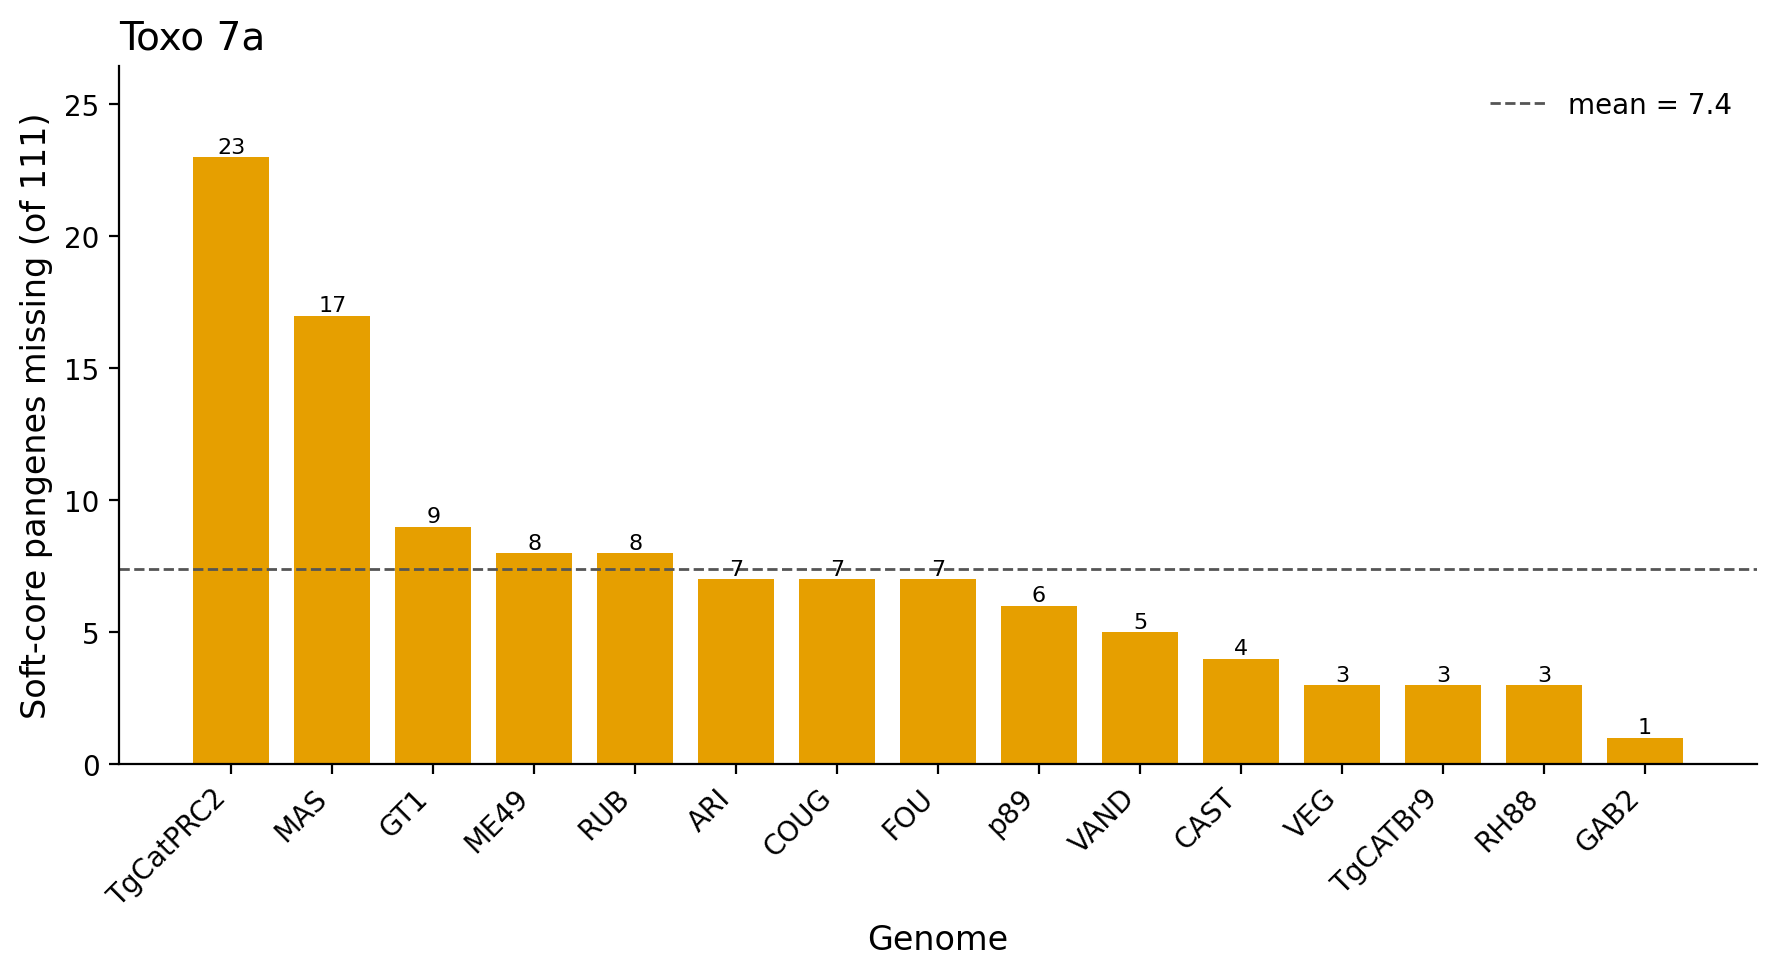 Toxo 7a
mean = 7.4
Soft-core pangenes missing (of 111)
25
20
15
10
5
0
23
17
9
8
8
7
7
7
6
5
4
3
3
3
1
TgCatPRC2
MAS
GT1
ME49
RUB
ARI
COUG
FOU
p89
VAND
CAST
VEG
TgCATBr9
RH88
GAB2
Genome